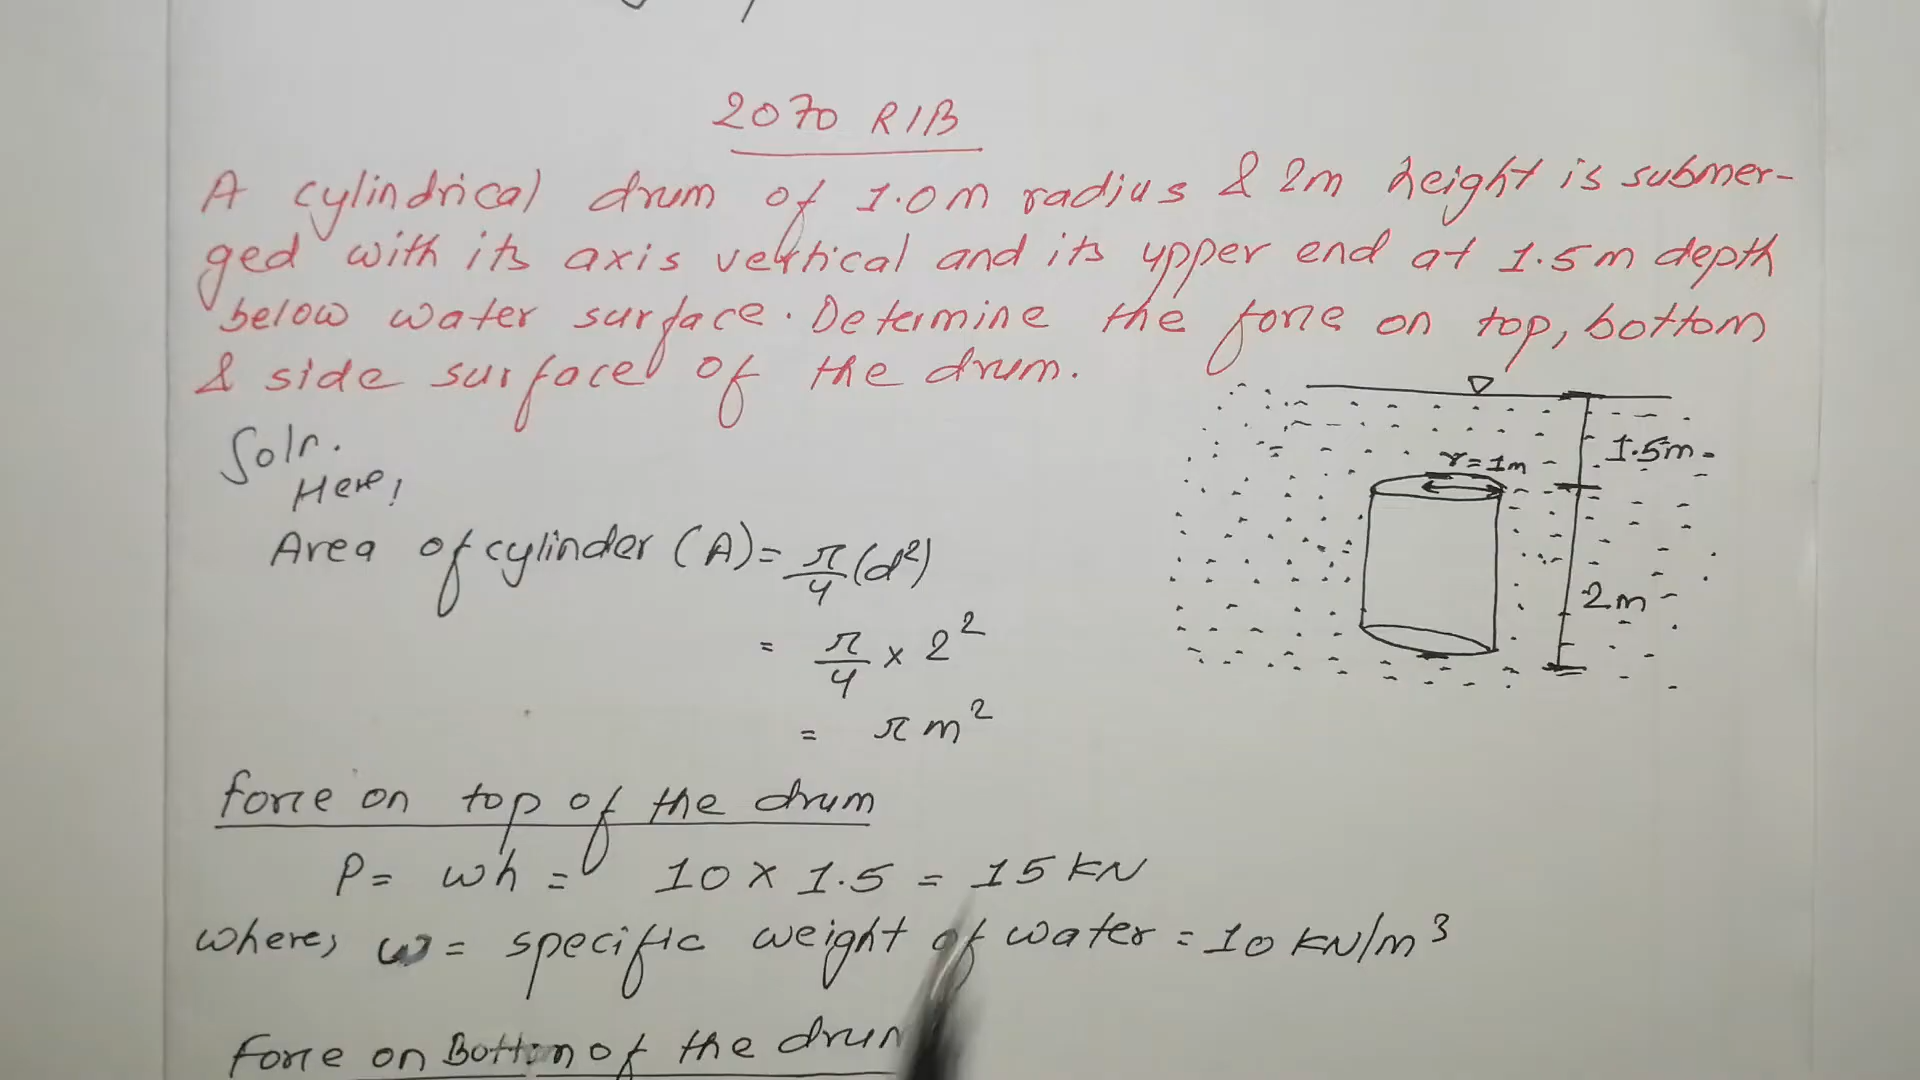 2070 R/B
A cylindrical drum of 1.0m radius & 2m height is submer-
ged with its axis vertical and its upper end at 1.5m depth
below water surface. Determine the force on top, bottom
& side surface of the drum.
Soln.
Here,
Area of cylinder (A) = π/4 (d²)
= π/4 × 2²
= π m²
r=1m
1.5m
2m
force on top of the drum
P = wh = 10 × 1.5 = 15 KN
where, w = specific weight of water = 10 KN/m³
Force on Bottom of the drum